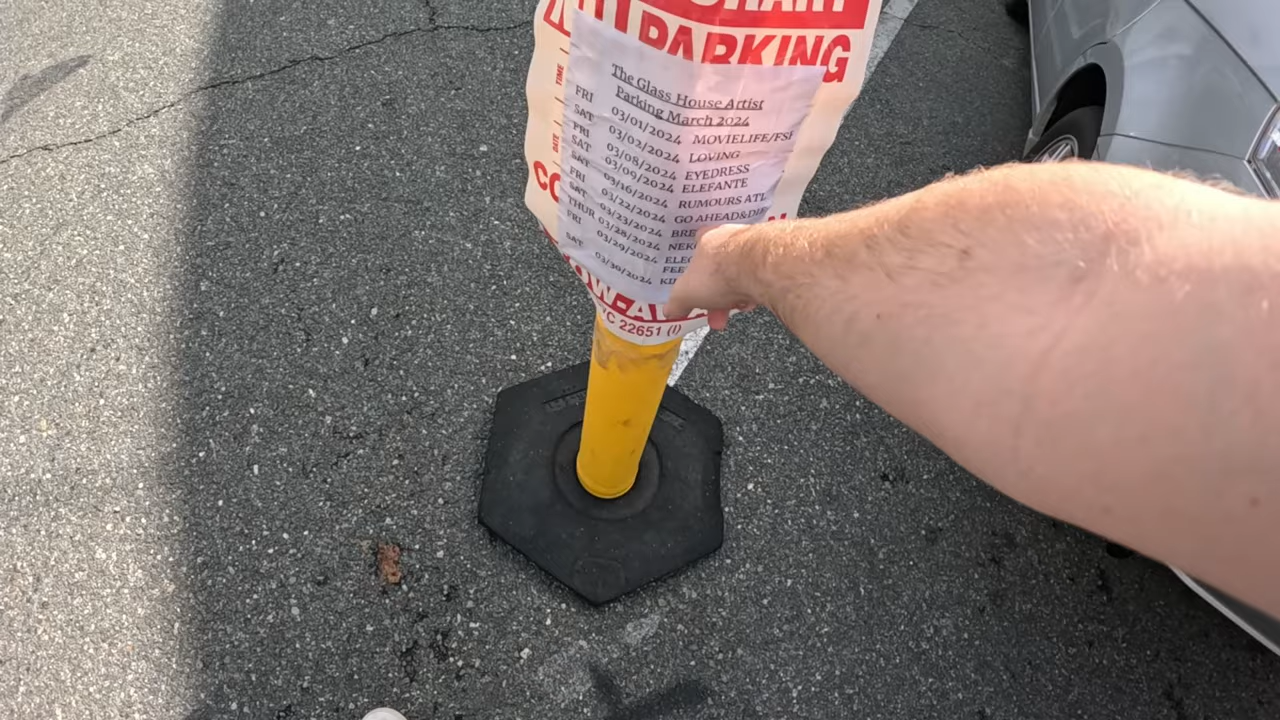 PARKING
TIME
DATE
The Glass House Artist
Parking March 2024
FRI 03/01/2024 MOVIELIFE/FSF
SAT 03/02/2024 LOVING
FRI 03/08/2024 EYEDRESS
SAT 03/09/2024 ELEFANTE
SAT 03/16/2024 RUMOURS ATL
FRI 03/22/2024 GO AHEAD&DIE
SAT 03/23/2024
THUR 03/28/2024
FRI 03/29/2024
SAT 03/30/2024
22651 (I)